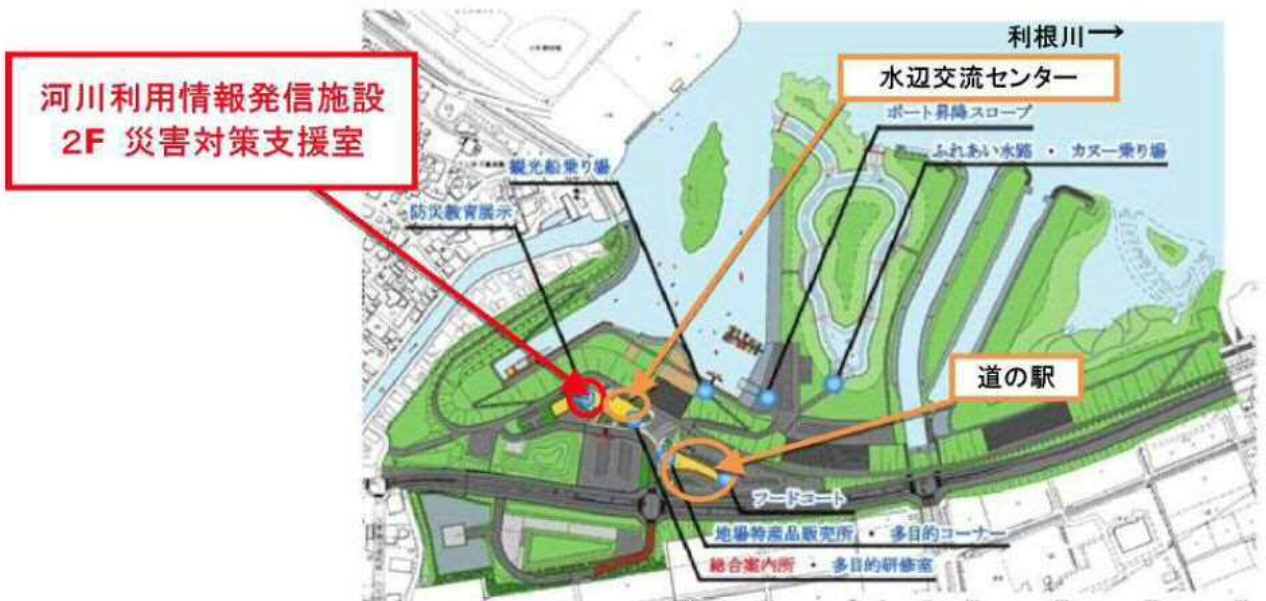 利根川→
水辺交流センター
河川利用情報発信施設
2F 災害対策支援室
ボート昇降スロープ
ふれあい水路 ・ カヌー乗り場
観光船乗り場
防災教育展示
道の駅
フードコート
地場特産品販売所 ・ 多目的コーナー
総合案内所 ・ 多目的研修室